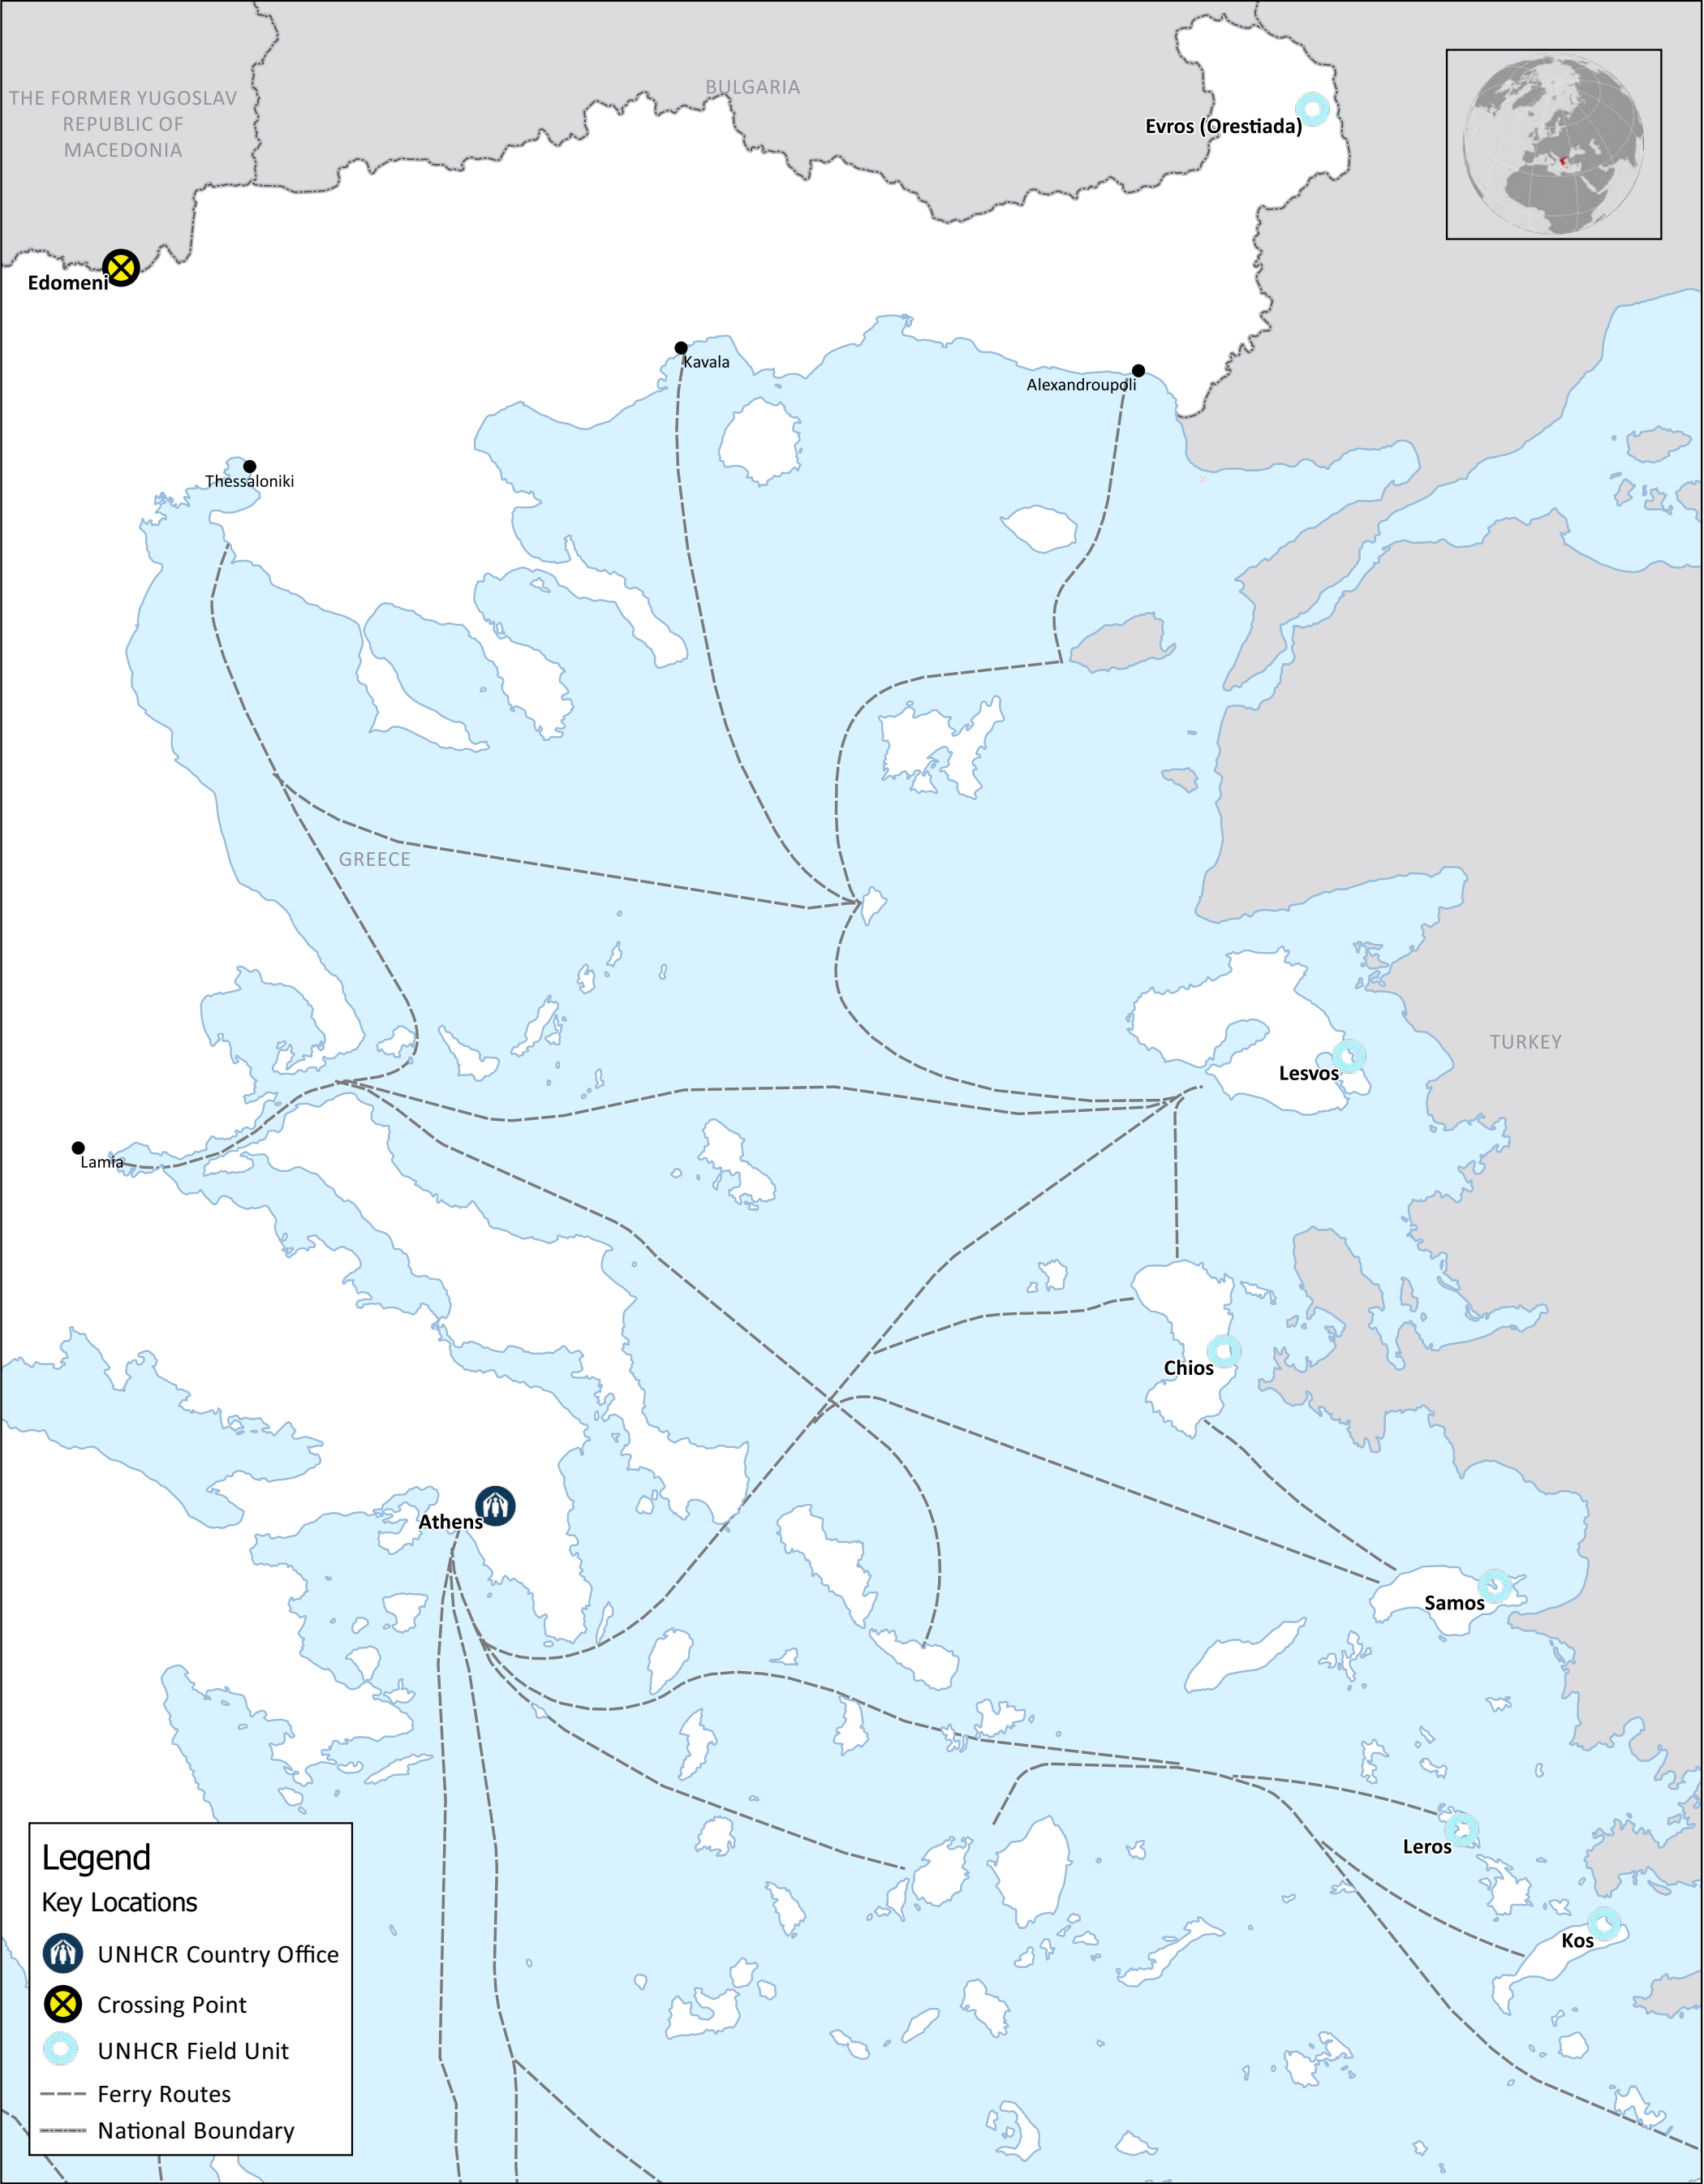 BULGARIA
THE FORMER YUGOSLAV
REPUBLIC OF
MACEDONIA
Evros (Orestiada)
Edomeni
Kavala
Alexandroupoli
Thessaloniki
GREECE
TURKEY
Lesvos
Lamia
Chios
Athens
Samos
Leros
Kos
Legend
Key Locations
UNHCR Country Office
Crossing Point
UNHCR Field Unit
Ferry Routes
National Boundary